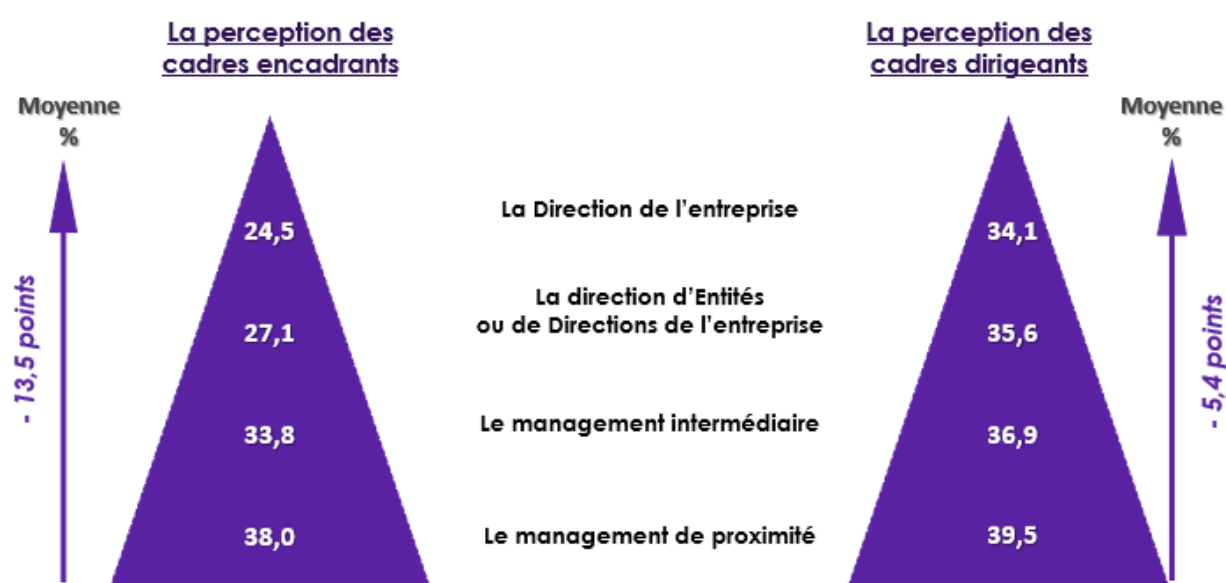 La perception des
cadres encadrants
La perception des
cadres dirigeants
Moyenne
%
Moyenne
%
La Direction de l'entreprise
24,5
34,1
La direction d'Entités
ou de Directions de l'entreprise
27,1
35,6
- 13,5 points
- 5,4 points
Le management intermédiaire
33,8
36,9
Le management de proximité
38,0
39,5